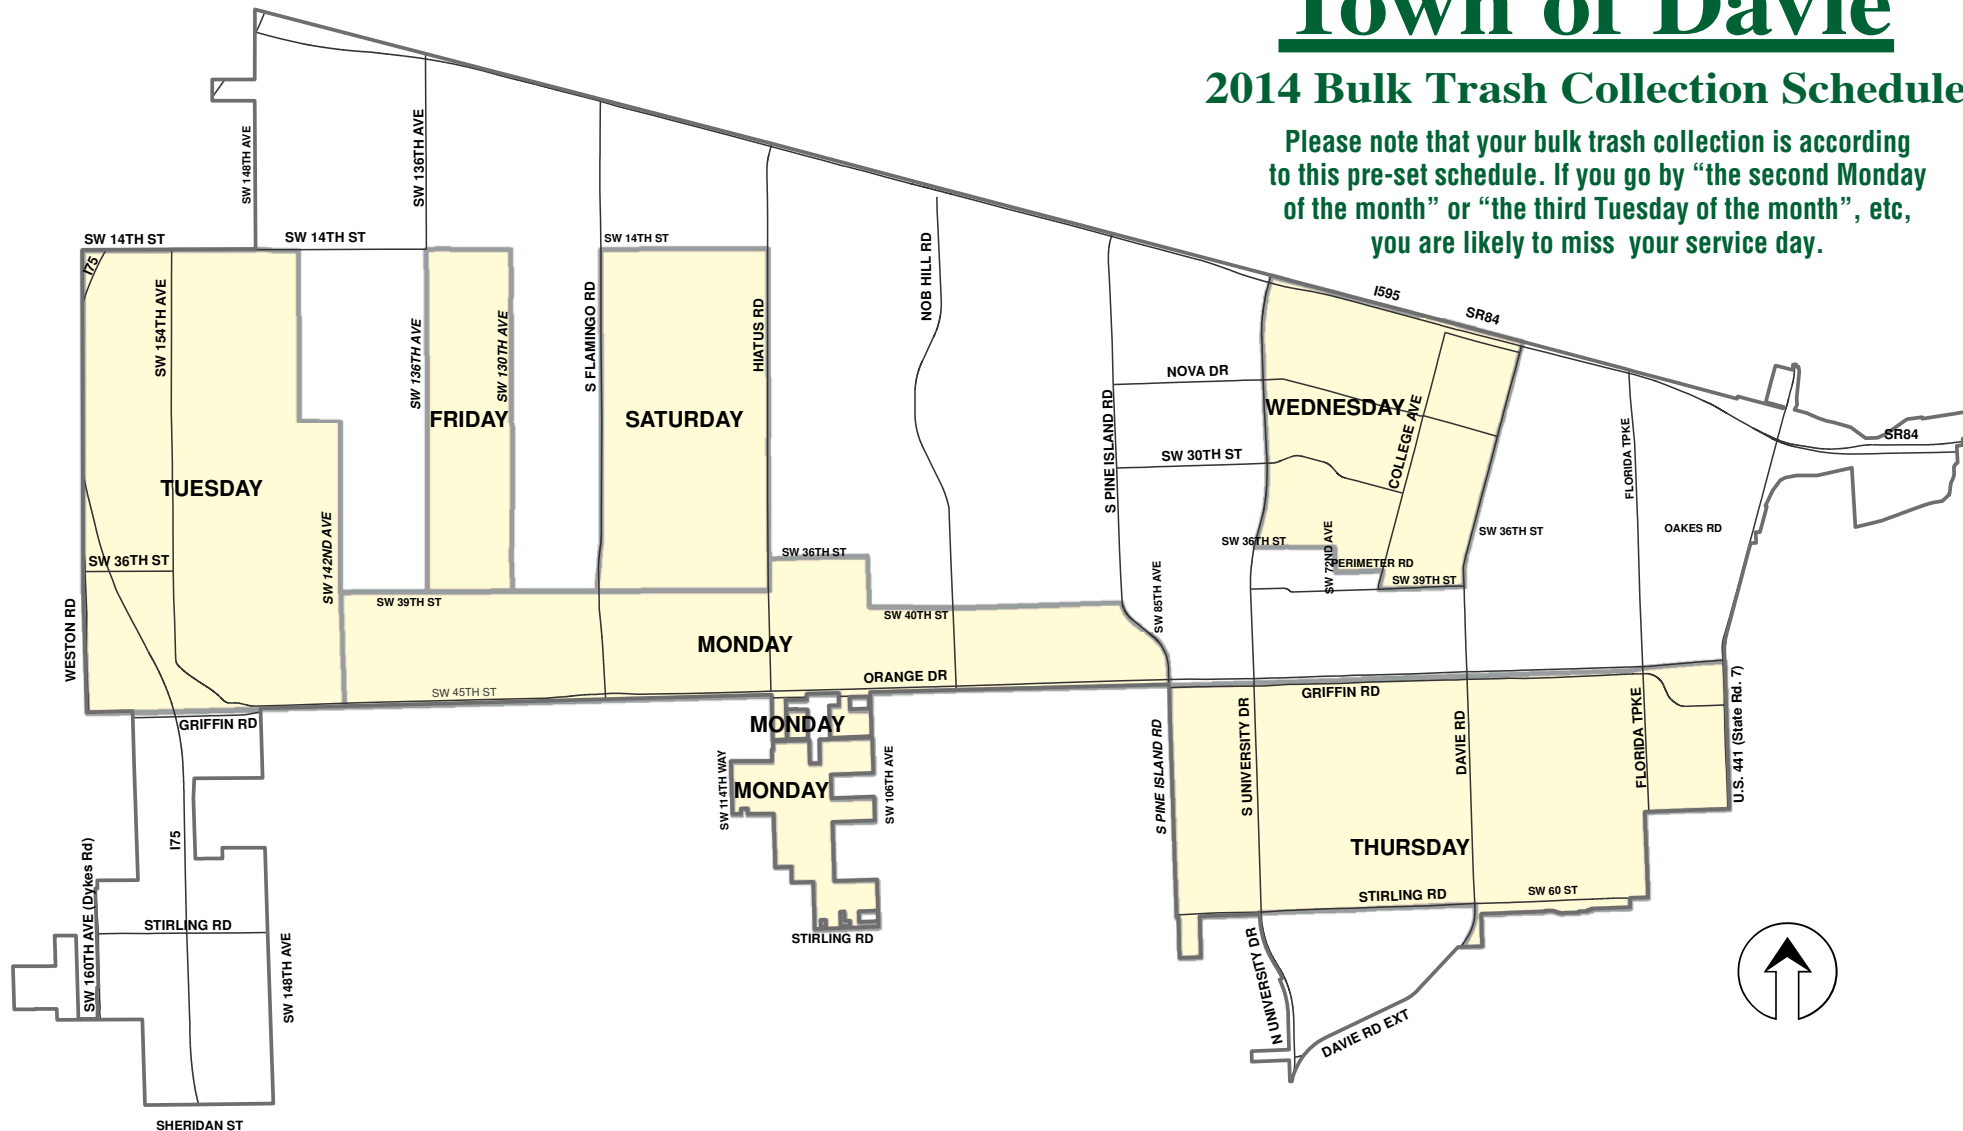 Town of Davie
2014 Bulk Trash Collection Schedule
Please note that your bulk trash collection is according
to this pre-set schedule. If you go by “the second Monday
of the month” or “the third Tuesday of the month”, etc,
you are likely to miss your service day.
SW 148TH AVE
SW 136TH AVE
SW 14TH ST
SW 14TH ST
SW 14TH ST
I75
SW 154TH AVE
SW 136TH AVE
SW 130TH AVE
S FLAMINGO RD
HIATUS RD
NOB HILL RD
I595
SR84
NOVA DR
S PINE ISLAND RD
WEDNESDAY
COLLEGE AVE
FRIDAY
SATURDAY
FLORIDA TPKE
SR84
SW 30TH ST
TUESDAY
SW 142ND AVE
SW 36TH ST
SW 36TH ST
SW 36TH ST
SW 72ND AVE
SW 36TH ST
OAKES RD
PERIMETER RD
SW 39TH ST
SW 85TH AVE
WESTON RD
SW 39TH ST
SW 40TH ST
MONDAY
ORANGE DR
SW 45TH ST
GRIFFIN RD
GRIFFIN RD
MONDAY
SW 114TH WAY
MONDAY
SW 106TH AVE
S PINE ISLAND RD
S UNIVERSITY DR
DAVIE RD
FLORIDA TPKE
U.S. 441 (State Rd. 7)
I75
THURSDAY
STIRLING RD
SW 60 ST
SW 160TH AVE (Dykes Rd)
STIRLING RD
STIRLING RD
SW 148TH AVE
N UNIVERSITY DR
DAVIE RD EXT
SHERIDAN ST